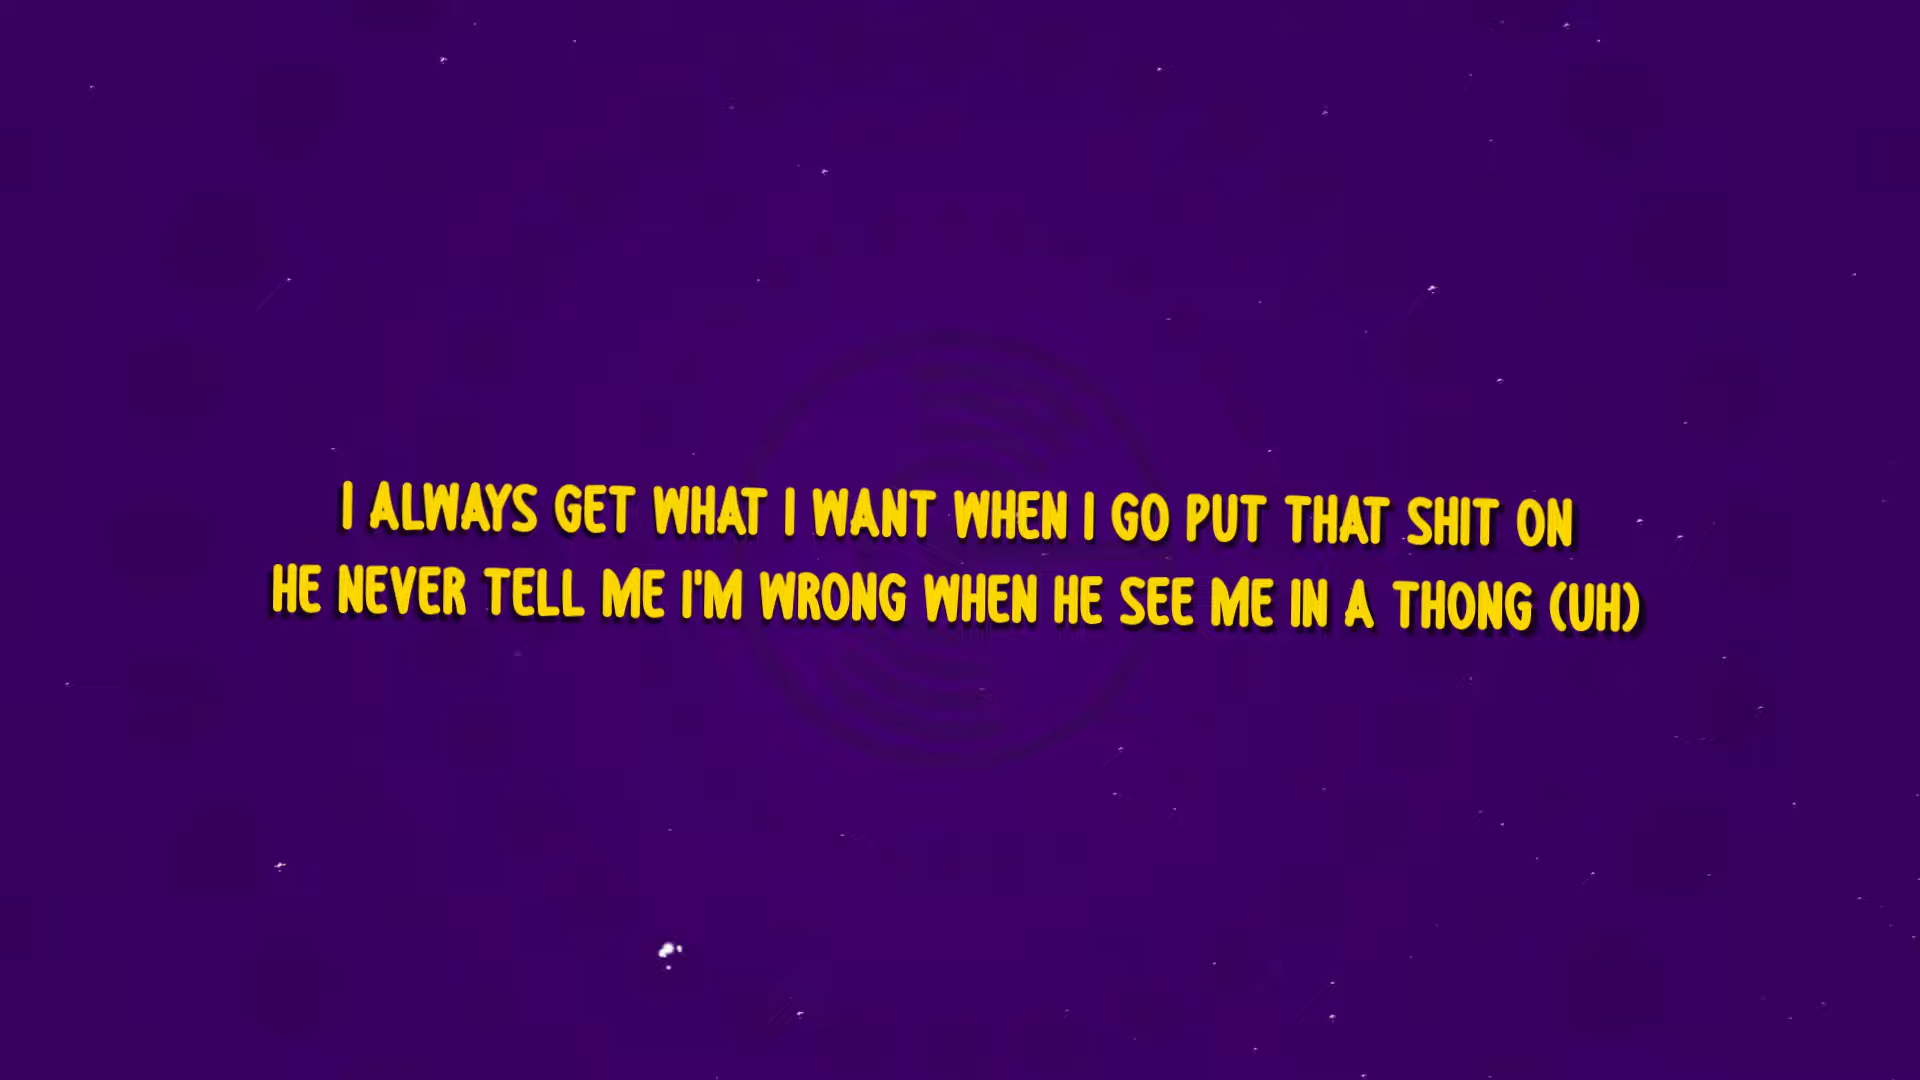 I ALWAYS GET WHAT I WANT WHEN I GO PUT THAT SHIT ON
HE NEVER TELL ME I'M WRONG WHEN HE SEE ME IN A THONG (UH)